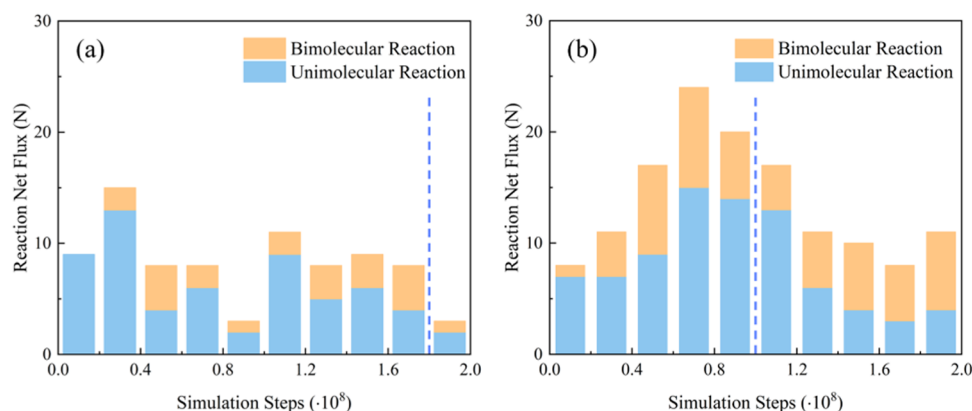 (a)
Bimolecular Reaction
Unimolecular Reaction
Reaction Net Flux (N)
30
20
10
0
0.0 0.4 0.8 1.2 1.6 2.0
Simulation Steps (·10⁸)
(b)
Bimolecular Reaction
Unimolecular Reaction
Reaction Net Flux (N)
30
20
10
0
0.0 0.4 0.8 1.2 1.6 2.0
Simulation Steps (·10⁸)